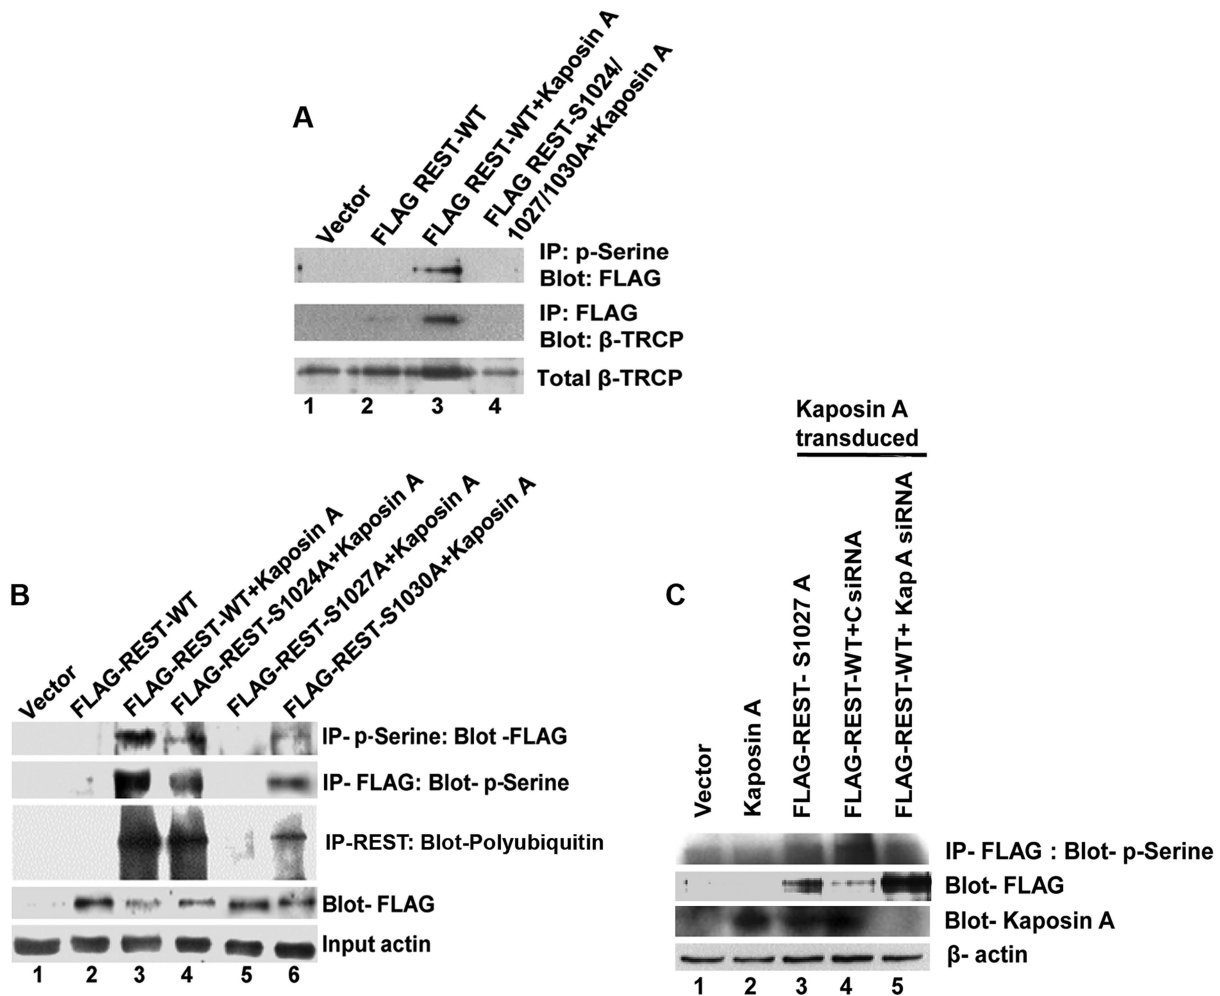 A
Vector
FLAG REST-WT
FLAG REST-WT+Kaposin A
FLAG REST-S1024/
1027/1030A+Kaposin A
IP: p-Serine
Blot: FLAG
IP: FLAG
Blot: β-TRCP
Total β-TRCP
1 2 3 4
B
Vector
FLAG-REST-WT
FLAG-REST-WT+Kaposin A
FLAG-REST-S1024A+Kaposin A
FLAG-REST-S1027A+Kaposin A
FLAG-REST-S1030A+Kaposin A
IP- p-Serine: Blot -FLAG
IP- FLAG: Blot- p-Serine
IP-REST: Blot-Polyubiquitin
Blot- FLAG
Input actin
1 2 3 4 5 6
C
Kaposin A
transduced
Vector
Kaposin A
FLAG-REST- S1027 A
FLAG-REST-WT+C siRNA
FLAG-REST-WT+ Kap A siRNA
IP- FLAG : Blot- p-Serine
Blot- FLAG
Blot- Kaposin A
β- actin
1 2 3 4 5